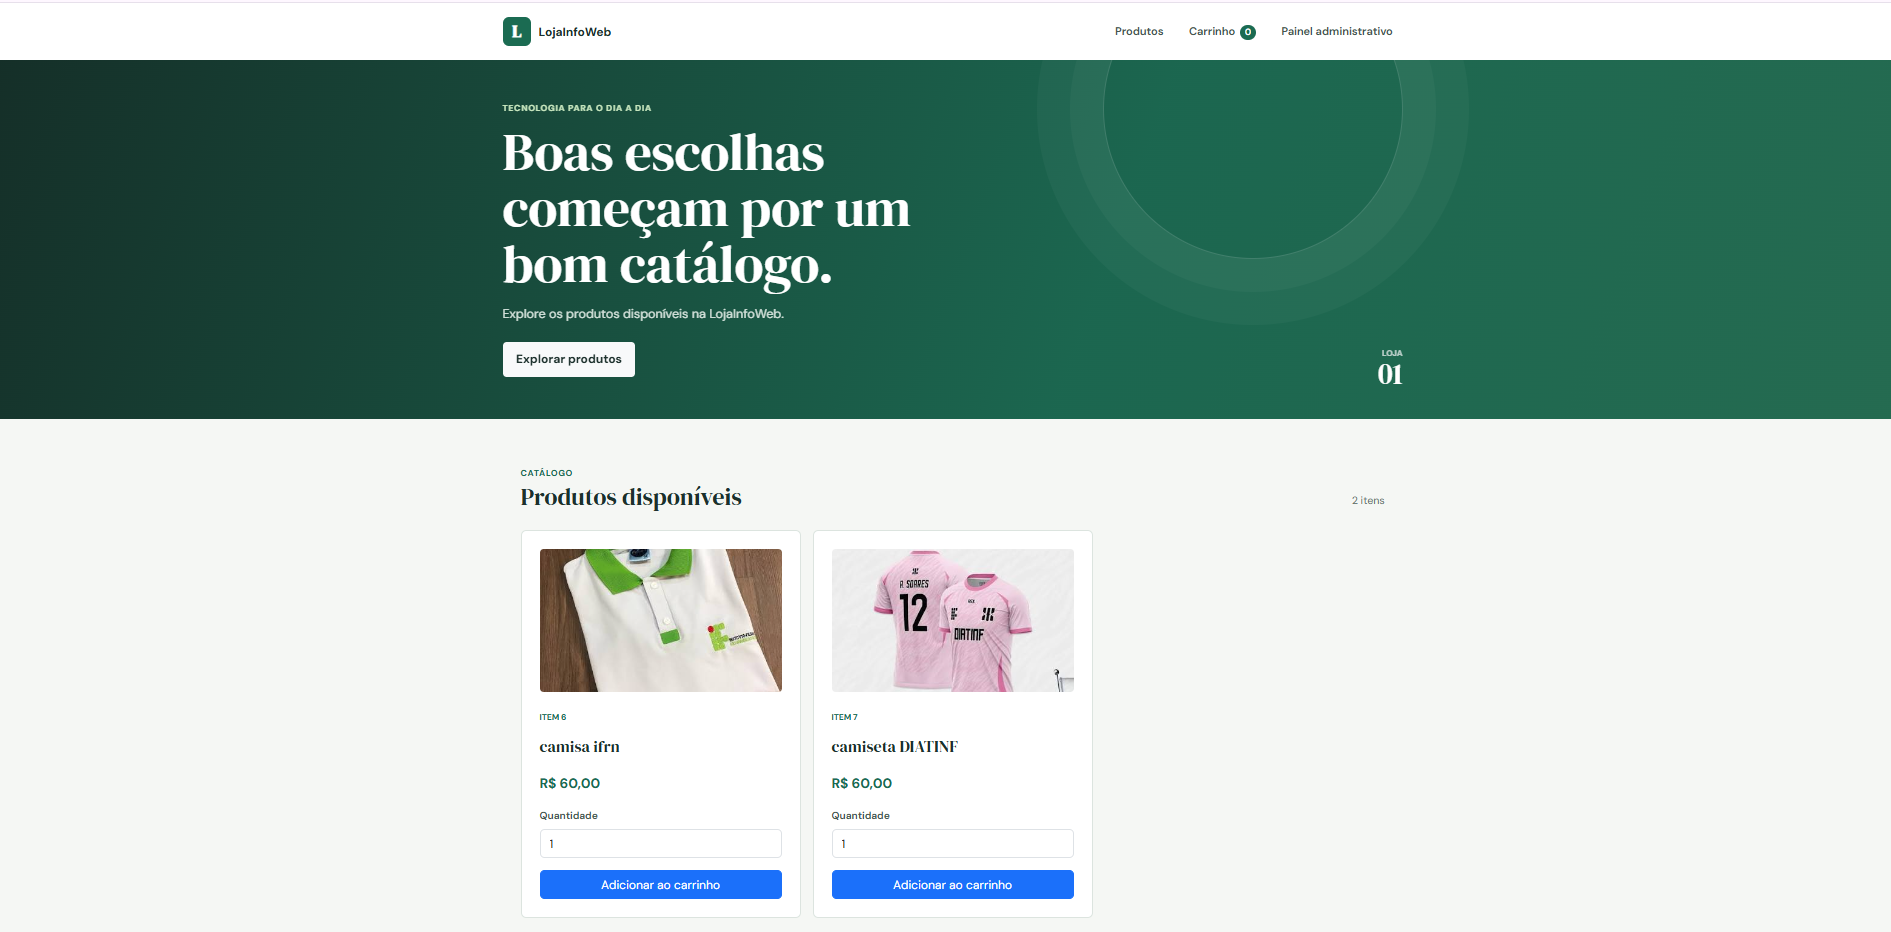 L LojaInfoWeb
Produtos Carrinho 0 Painel administrativo
TECNOLOGIA PARA O DIA A DIA
Boas escolhas
começam por um
bom catálogo.
Explore os produtos disponíveis na LojaInfoWeb.
Explorar produtos
LOJA
01
CATÁLOGO
Produtos disponíveis
2 itens
ITEM 6
camisa ifrn
R$ 60,00
Quantidade
1
Adicionar ao carrinho
A. SOARES
12
DIATINF
ITEM 7
camiseta DIATINF
R$ 60,00
Quantidade
1
Adicionar ao carrinho